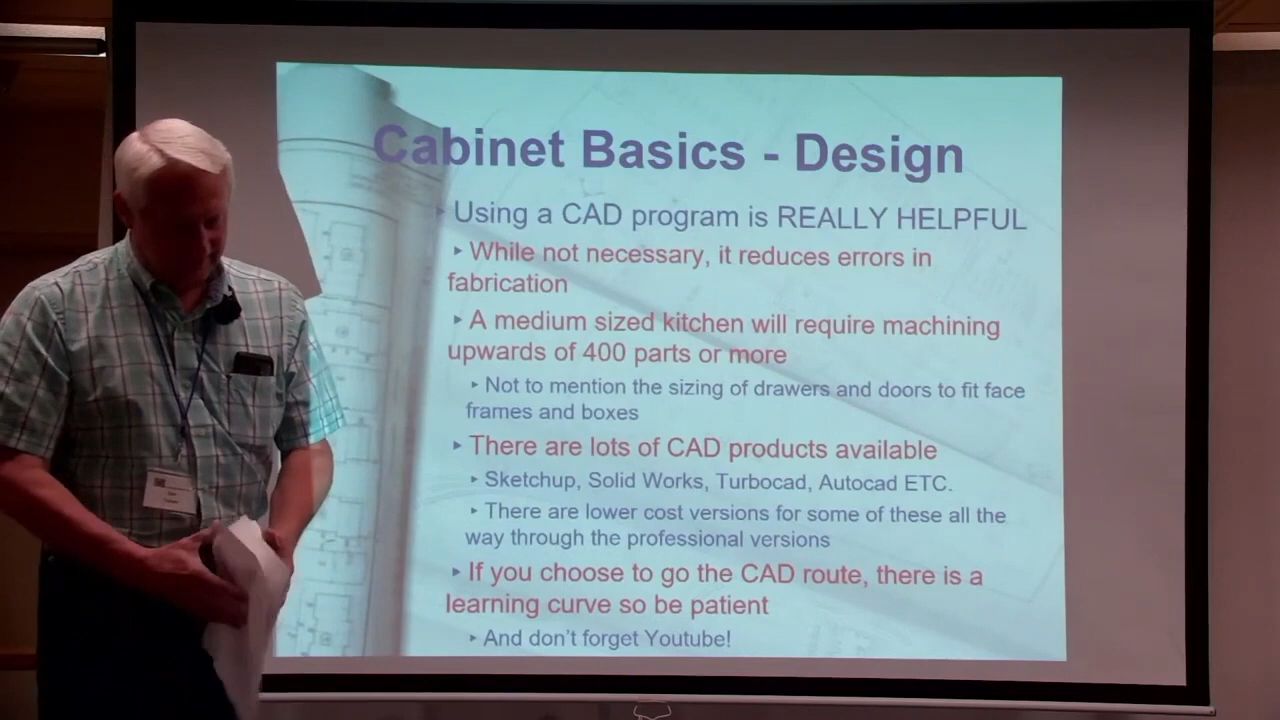 Cabinet Basics - Design
Using a CAD program is REALLY HELPFUL
While not necessary, it reduces errors in
fabrication
A medium sized kitchen will require machining
upwards of 400 parts or more
Not to mention the sizing of drawers and doors to fit face
frames and boxes
There are lots of CAD products available
Sketchup, Solid Works, Turbocad, Autocad ETC.
There are lower cost versions for some of these all the
way through the professional versions
If you choose to go the CAD route, there is a
learning curve so be patient
And don't forget Youtube!